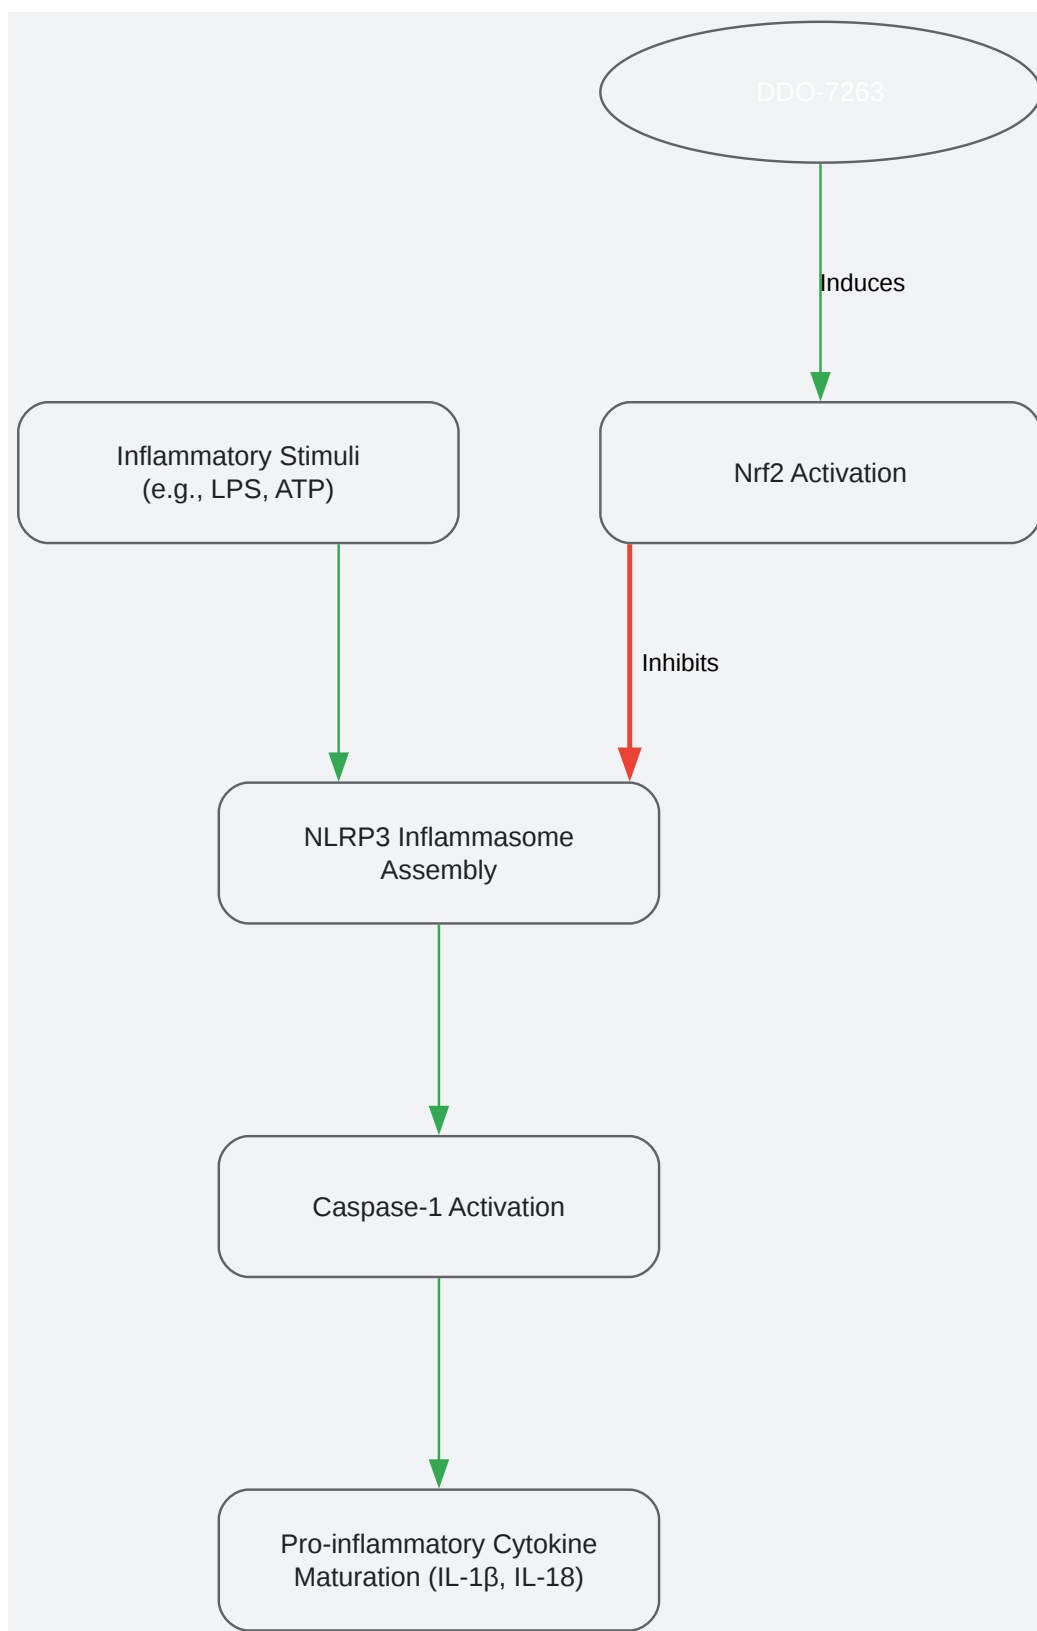 DDO-7263
Induces
Inflammatory Stimuli
(e.g., LPS, ATP)
Nrf2 Activation
Inhibits
NLRP3 Inflammasome
Assembly
Caspase-1 Activation
Pro-inflammatory Cytokine
Maturation (IL-1β, IL-18)